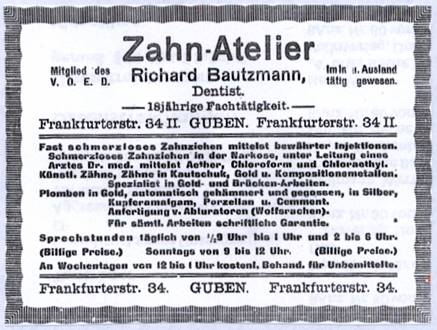 Zahn-Atelier
Mitglied des
V. O. E. D.
Richard Bautzmann,
Dentist.
Im In u. Ausland
tätig gewesen.
18jährige Fachtätigkeit.
Frankfurterstr. 34 II. GUBEN. Frankfurterstr. 34 II.
Fast schmerzloses Zahnziehen mittelst bewährter Injektionen.
Schmerzloses Zahnziehen in der Narkose, unter Leitung eines
Arztes Dr. med. mittelst Aether, Chloroform und Chloraethyl.
Künstl. Zähne, Zähne in Kautschuk, Gold u. Kompositionsmetallen.
Spezialist in Gold- und Brücken-Arbeiten.
Plomben in Gold, automatisch gehämmert und gegossen, in Silber,
Kupferamalgam, Porzellan u. Cemment.
Anfertigung v. Abturatoren (Wolfsrachen).
Für sämtl. Arbeiten schriftliche Garantie.
Sprechstunden täglich von ½9 Uhr bis 1 Uhr und 2 bis 6 Uhr.
(Billige Preise.) Sonntags von 9 bis 12 Uhr. (Billige Preise.)
An Wochentagen von 12 bis 1 Uhr kostenl. Behand. für Unbemittelte.
Frankfurterstr. 34. GUBEN. Frankfurterstr. 34.